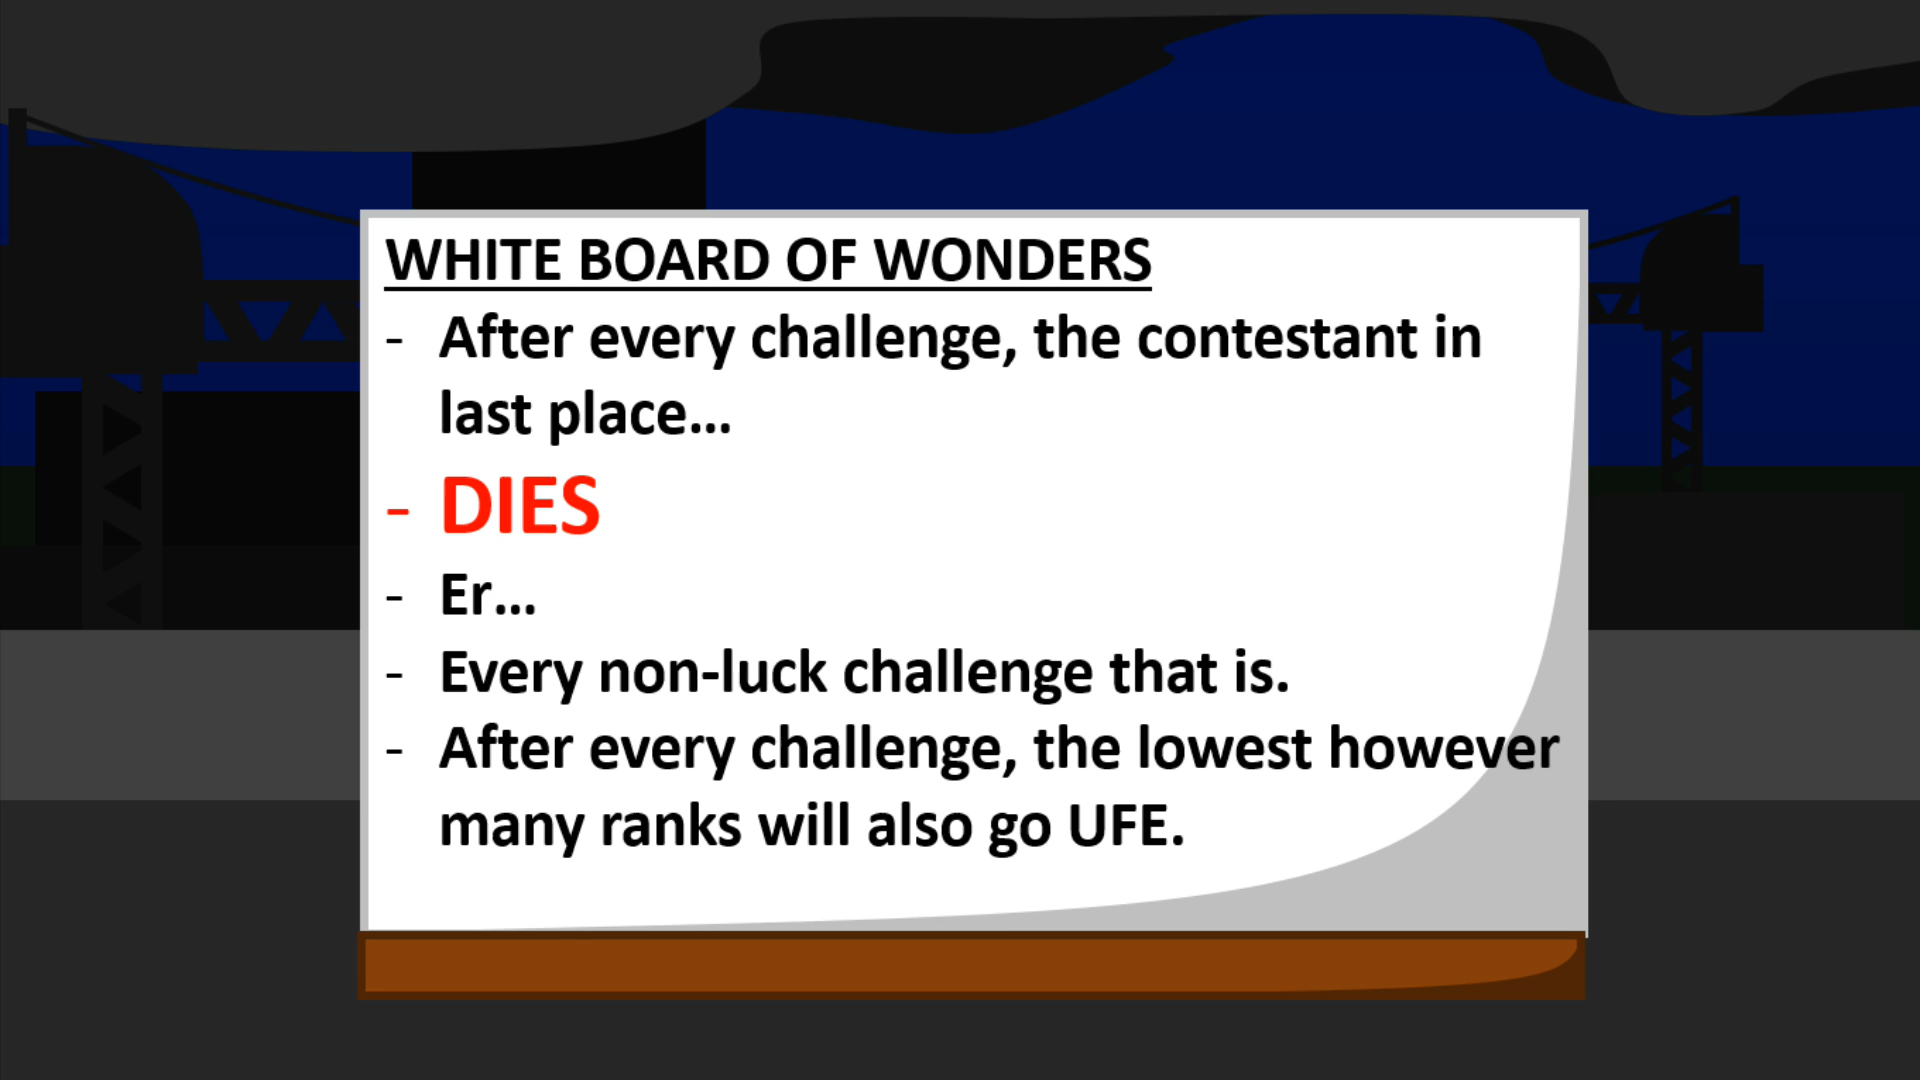 WHITE BOARD OF WONDERS
- After every challenge, the contestant in
last place...
- DIES
- Er...
- Every non-luck challenge that is.
- After every challenge, the lowest however
many ranks will also go UFE.